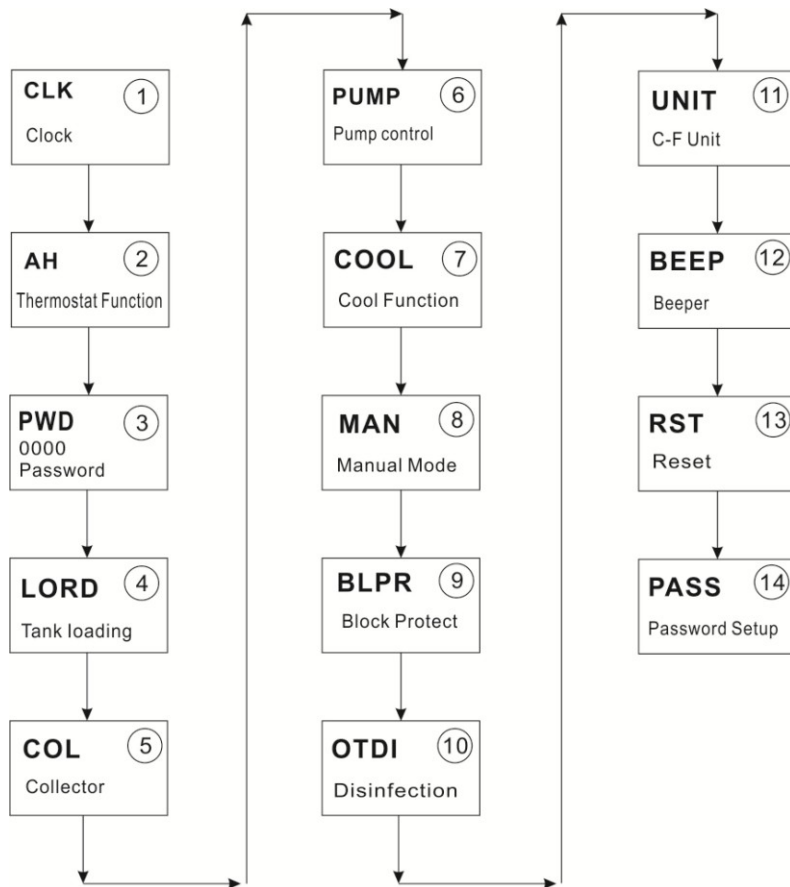 CLK 1
Clock
AH 2
Thermostat Function
PWD 3
0000
Password
LORD 4
Tank loading
COL 5
Collector
PUMP 6
Pump control
COOL 7
Cool Function
MAN 8
Manual Mode
BLPR 9
Block Protect
OTDI 10
Disinfection
UNIT 11
C-F Unit
BEEP 12
Beeper
RST 13
Reset
PASS 14
Password Setup